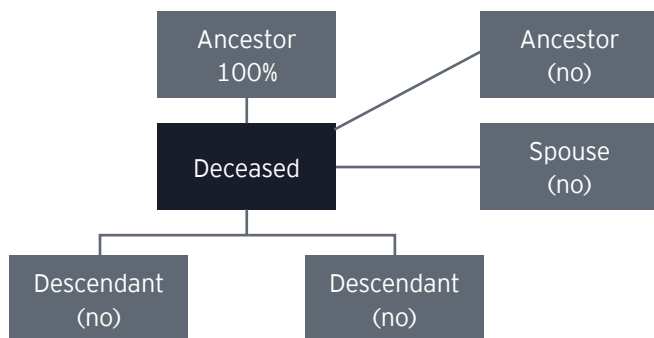 Ancestor
100%
Ancestor
(no)
Deceased
Spouse
(no)
Descendant
(no)
Descendant
(no)